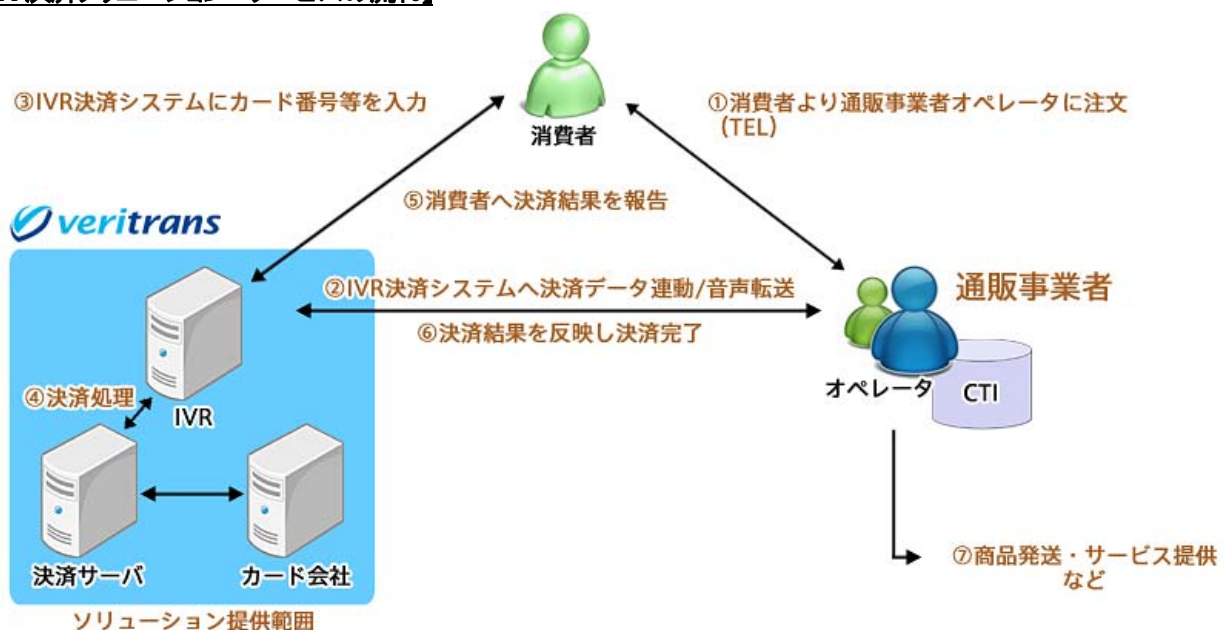 ③IVR決済システムにカード番号等を入力
①消費者より通販事業者オペレータに注文
(TEL)
消費者
⑤消費者へ決済結果を報告
veritrans
②IVR決済システムへ決済データ連動/音声転送
通販事業者
⑥決済結果を反映し決済完了
オペレータ
CTI
④決済処理
IVR
決済サーバ
カード会社
⑦商品発送・サービス提供
など
ソリューション提供範囲